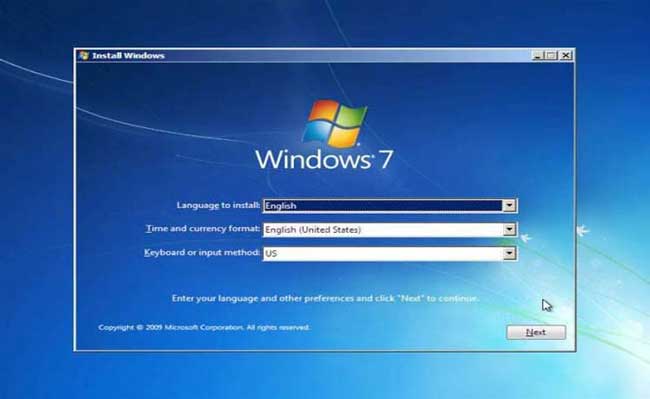 Install Windows
Windows 7
Language to install: English
Time and currency format: English (United States)
Keyboard or input method: US
Enter your language and other preferences and click "Next" to continue.
Copyright © 2009 Microsoft Corporation. All rights reserved.
Next